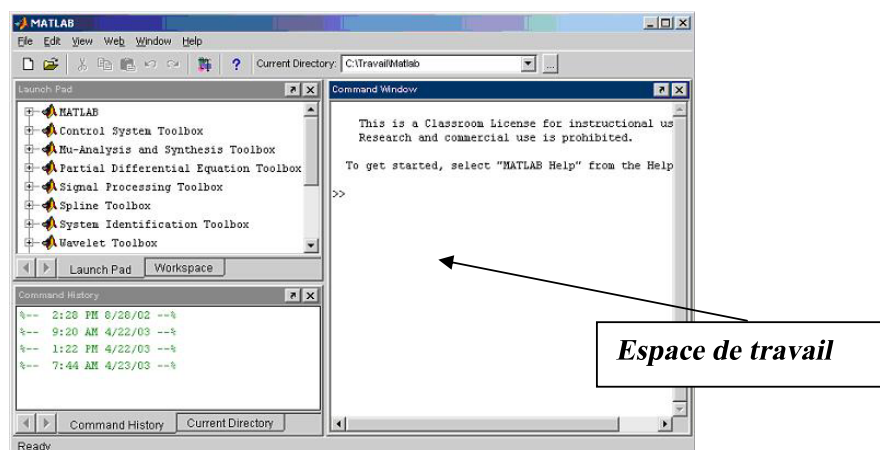 MATLAB
File Edit View Web Window Help
? Current Directory: C:\Travail\Matlab ...
Launch Pad
MATLAB
Control System Toolbox
Mu-Analysis and Synthesis Toolbox
Partial Differential Equation Toolbox
Signal Processing Toolbox
Spline Toolbox
System Identification Toolbox
Wavelet Toolbox
Launch Pad Workspace
Command History
%-- 2:28 PM 8/28/02 --%
%-- 9:20 AM 4/22/03 --%
%-- 1:22 PM 4/22/03 --%
%-- 7:44 AM 4/23/03 --%
Command History Current Directory
Ready
Command Window
This is a Classroom License for instructional us
Research and commercial use is prohibited.
To get started, select "MATLAB Help" from the Help
>>
Espace de travail